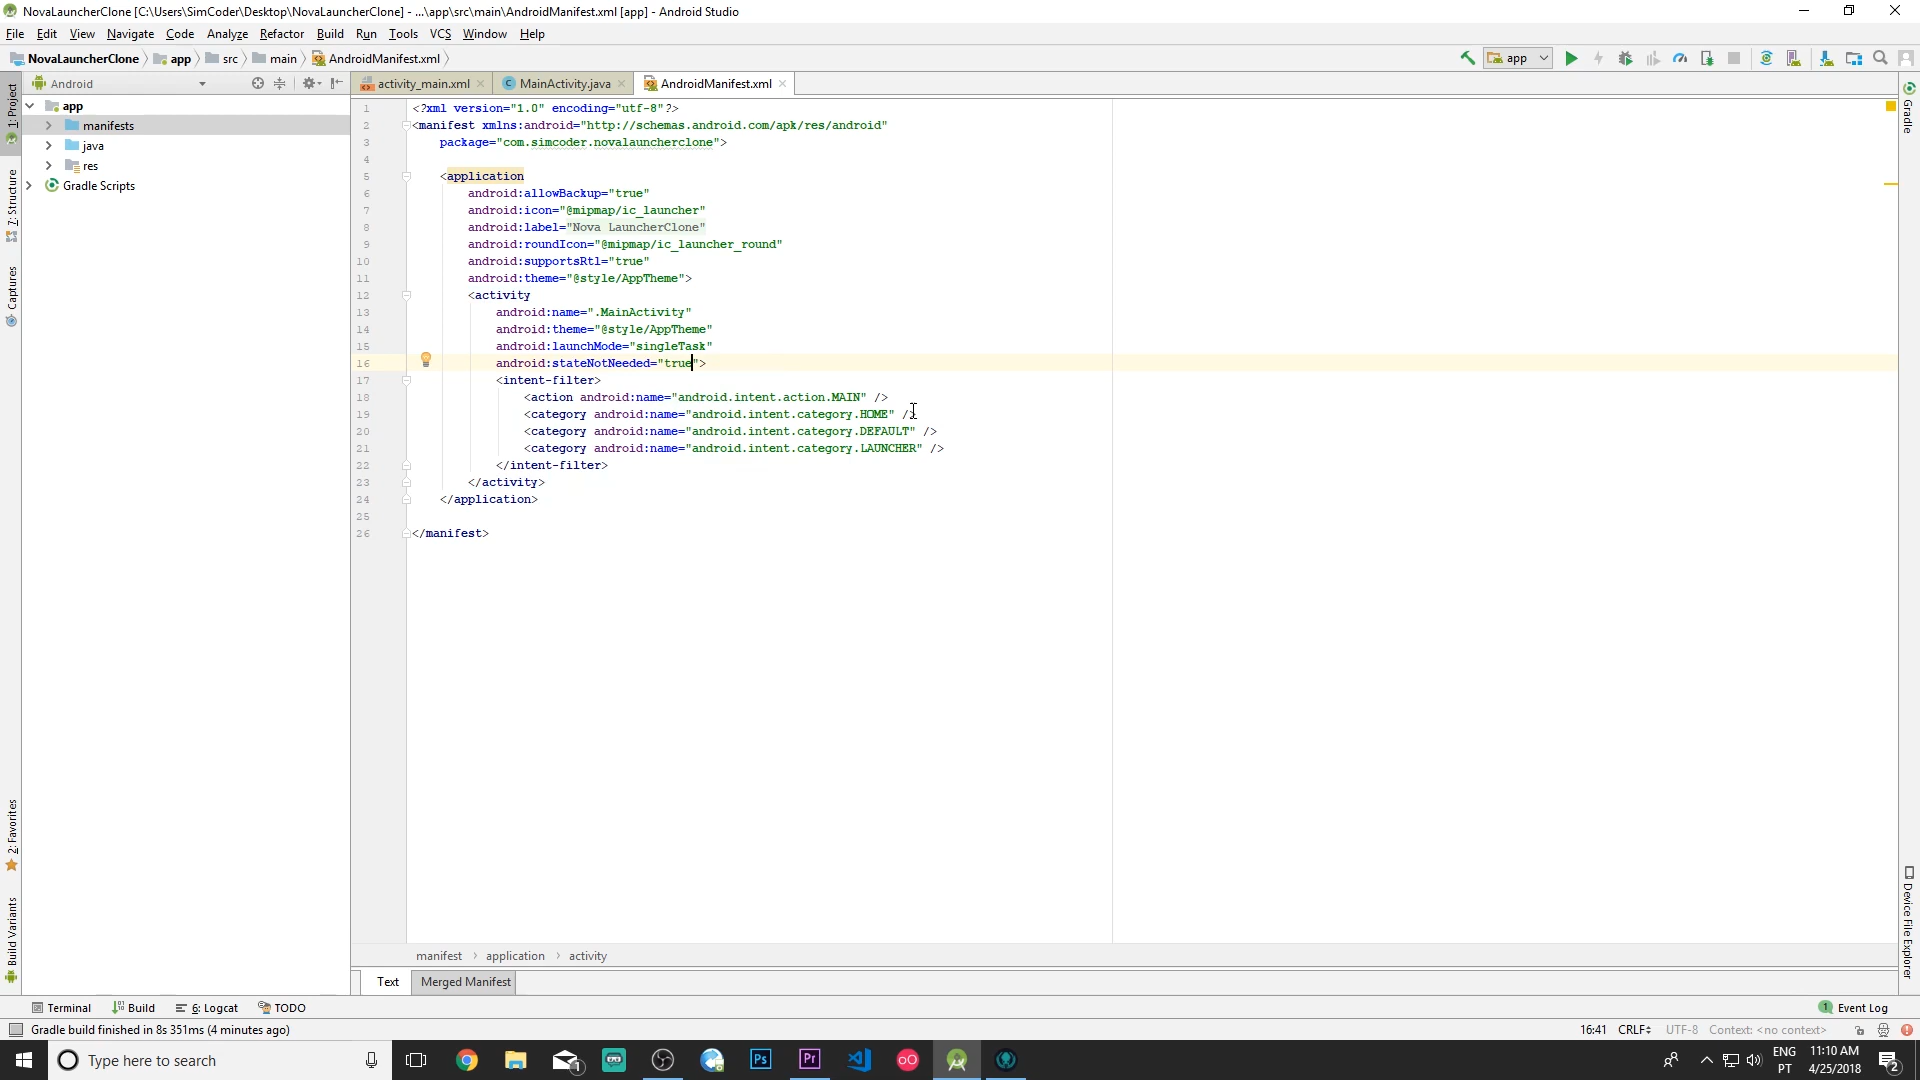 NovaLauncherClone [C:\Users\SimCoder\Desktop\NovaLauncherClone] - ...\app\src\main\AndroidManifest.xml [app] - Android Studio
File Edit View Navigate Code Analyze Refactor Build Run Tools VCS Window Help
NovaLauncherClone app src main AndroidManifest.xml app
Android activity_main.xml MainActivity.java AndroidManifest.xml
1: Project
7: Structure
Captures
2: Favorites
Build Variants
app
manifests
java
res
Gradle Scripts
1 <?xml version="1.0" encoding="utf-8"?>
2 <manifest xmlns:android="http://schemas.android.com/apk/res/android"
3 package="com.simcoder.novalauncherclone">
4
5 <application
6 android:allowBackup="true"
7 android:icon="@mipmap/ic_launcher"
8 android:label="Nova LauncherClone"
9 android:roundIcon="@mipmap/ic_launcher_round"
10 android:supportsRtl="true"
11 android:theme="@style/AppTheme">
12 <activity
13 android:name=".MainActivity"
14 android:theme="@style/AppTheme"
15 android:launchMode="singleTask"
16 android:stateNotNeeded="true">
17 <intent-filter>
18 <action android:name="android.intent.action.MAIN" />
19 <category android:name="android.intent.category.HOME" />
20 <category android:name="android.intent.category.DEFAULT" />
21 <category android:name="android.intent.category.LAUNCHER" />
22 </intent-filter>
23 </activity>
24 </application>
25
26 </manifest>
Gradle
Device File Explorer
manifest application activity
Text Merged Manifest
Terminal Build 6: Logcat TODO 1 Event Log
Gradle build finished in 8s 351ms (4 minutes ago) 16:41 CRLF UTF-8 Context: <no context>
Type here to search 1 Ps Pr ENG 11:10 AM
PT 4/25/2018 2